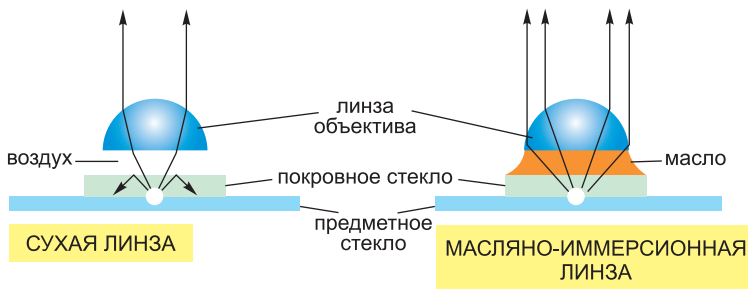 линза
объектива
воздух
масло
покровное стекло
предметное
стекло
СУХАЯ ЛИНЗА
МАСЛЯНО-ИММЕРСИОННАЯ
ЛИНЗА